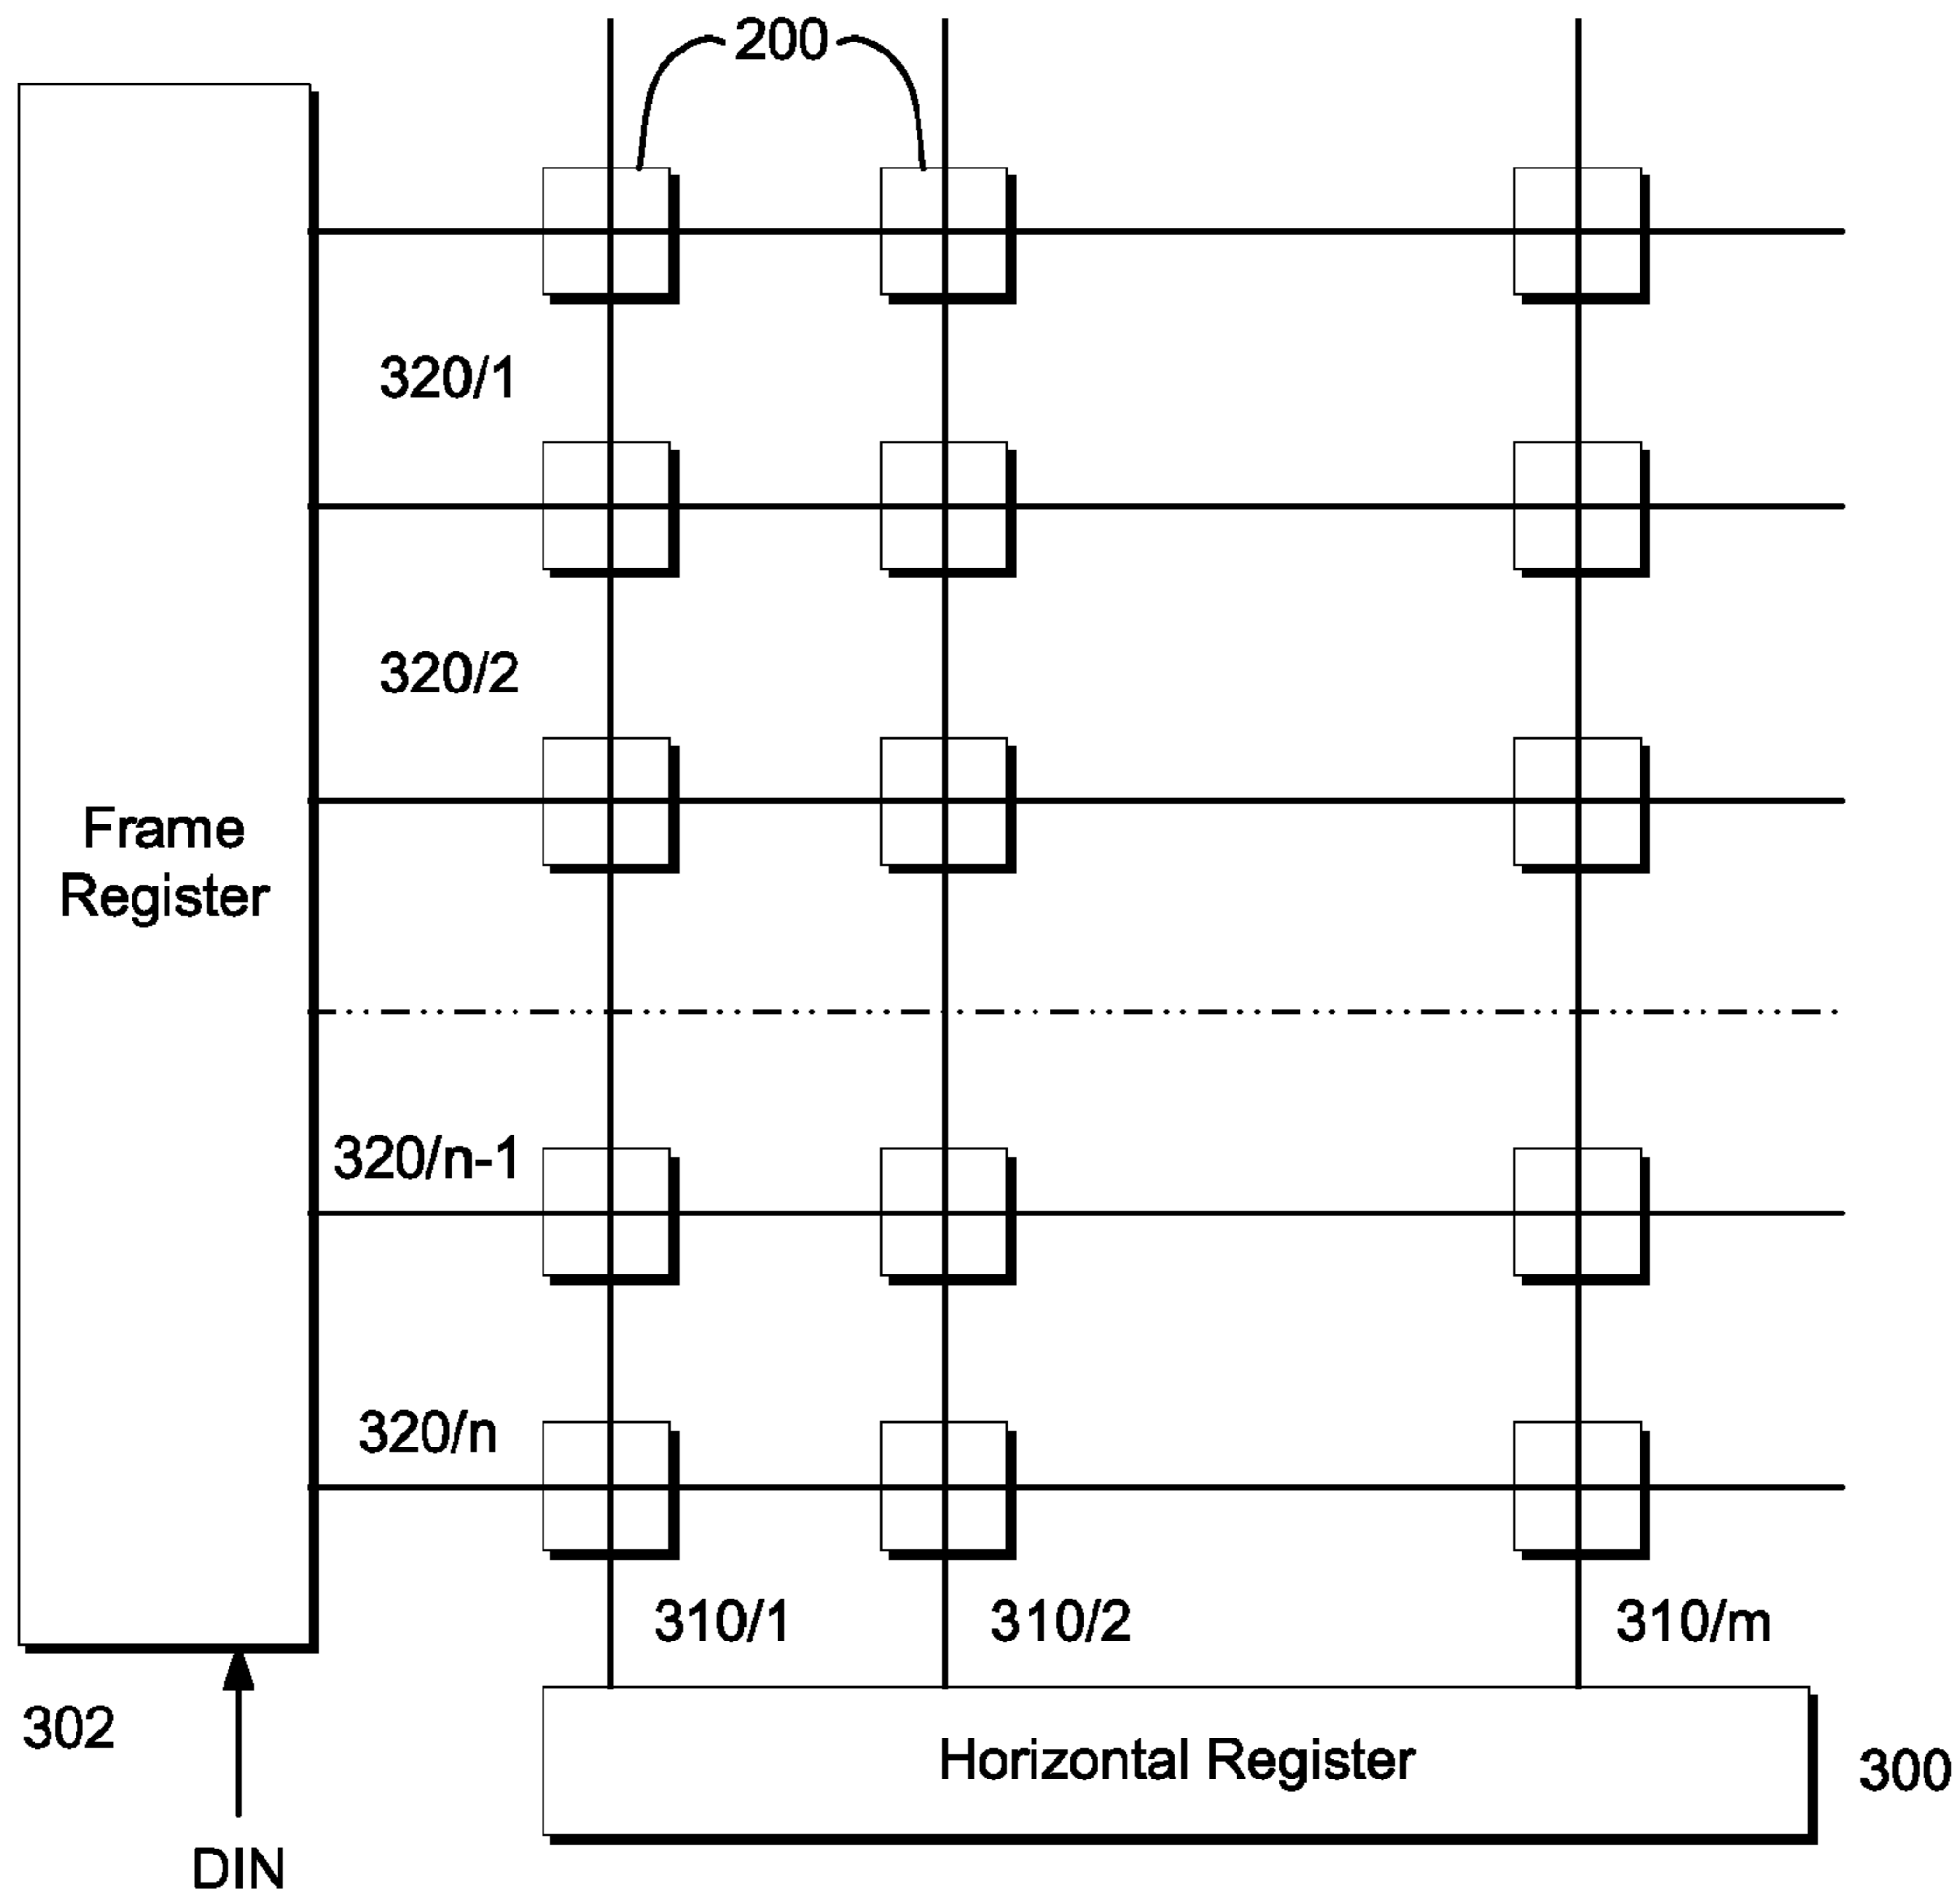 200
320/1
320/2
Frame
Register
320/n-1
320/n
310/1
310/2
310/m
302
Horizontal Register
300
DIN